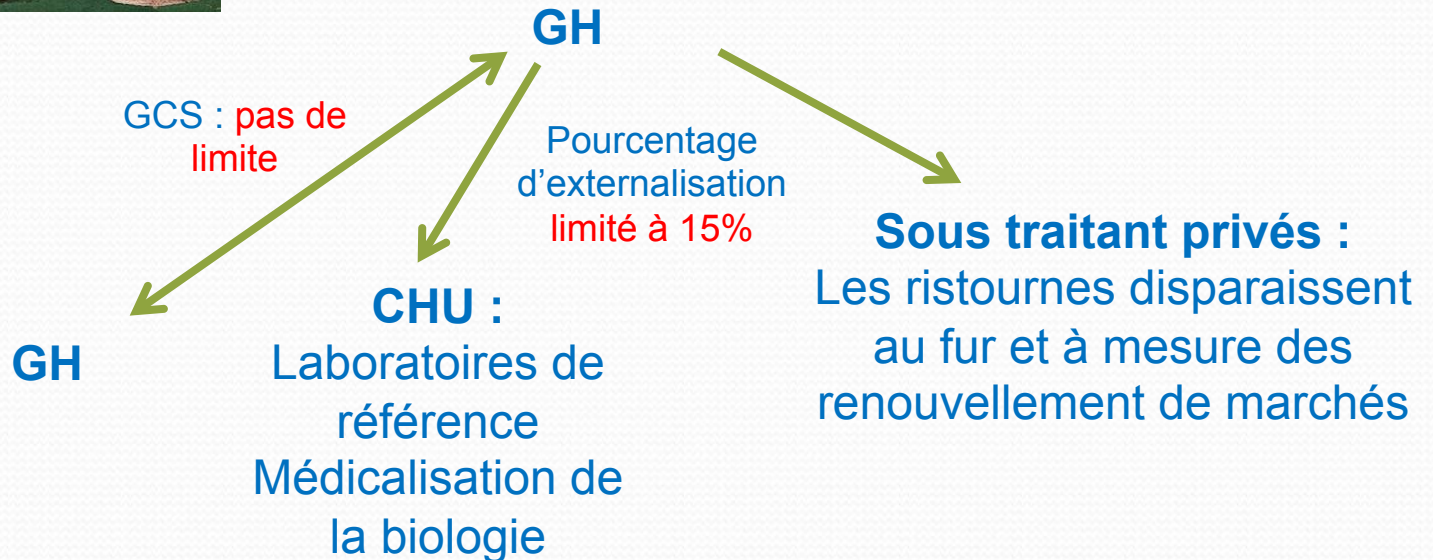 GH
GCS : pas de
limite
Pourcentage
d’externalisation
limité à 15%
GH
CHU :
Laboratoires de
référence
Médicalisation de
la biologie
Sous traitant privés :
Les ristournes disparaissent
au fur et à mesure des
renouvellement de marchés